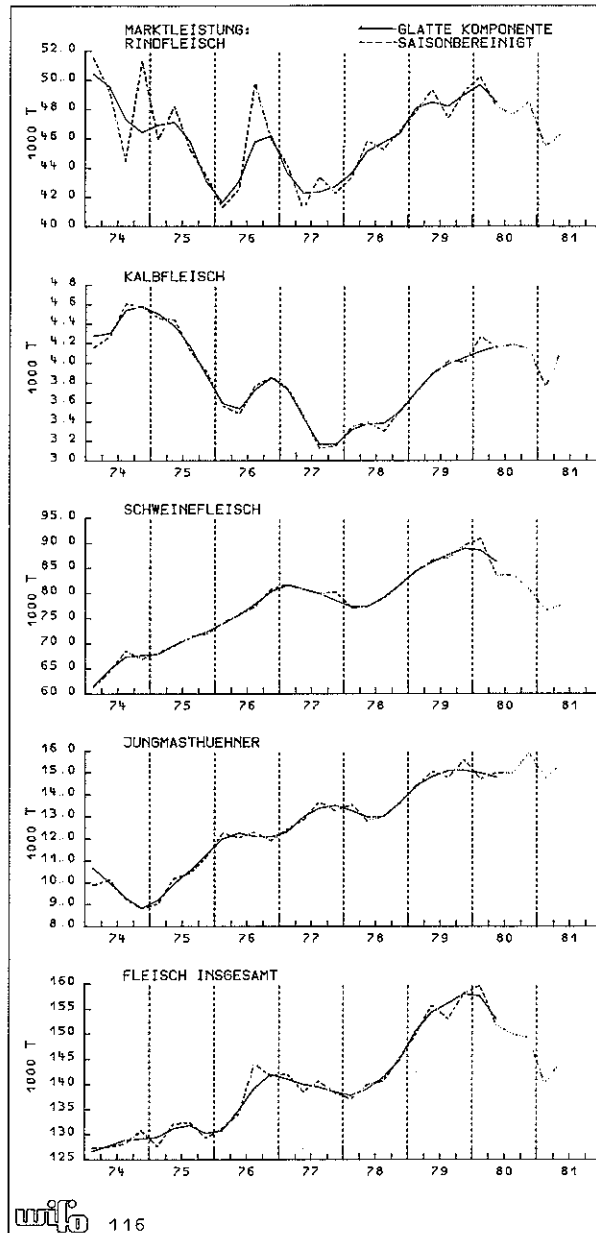 MARKTLEISTUNG:
RINDFLEISCH
GLATTE KOMPONENTE
SAISONBEREINIGT
1000 T
52 0
50 0
48 0
46 0
44 0
42 0
40 0
74 75 76 77 78 79 80 81
KALBFLEISCH
1000 T
4 8
4 6
4 4
4 2
4 0
3 8
3 6
3 4
3 2
3 0
74 75 76 77 78 79 80 81
SCHWEINEFLEISCH
1000 T
95 0
90 0
85 0
80 0
75 0
70 0
65 0
60 0
74 75 76 77 78 79 80 81
JUNGMASTHUEHNER
1000 T
16 0
15 0
14 0
13 0
12 0
11 0
10 0
9 0
8 0
74 75 76 77 78 79 80 81
FLEISCH INSGESAMT
1000 T
160
155
150
145
140
135
130
125
74 75 76 77 78 79 80 81
wifo 116